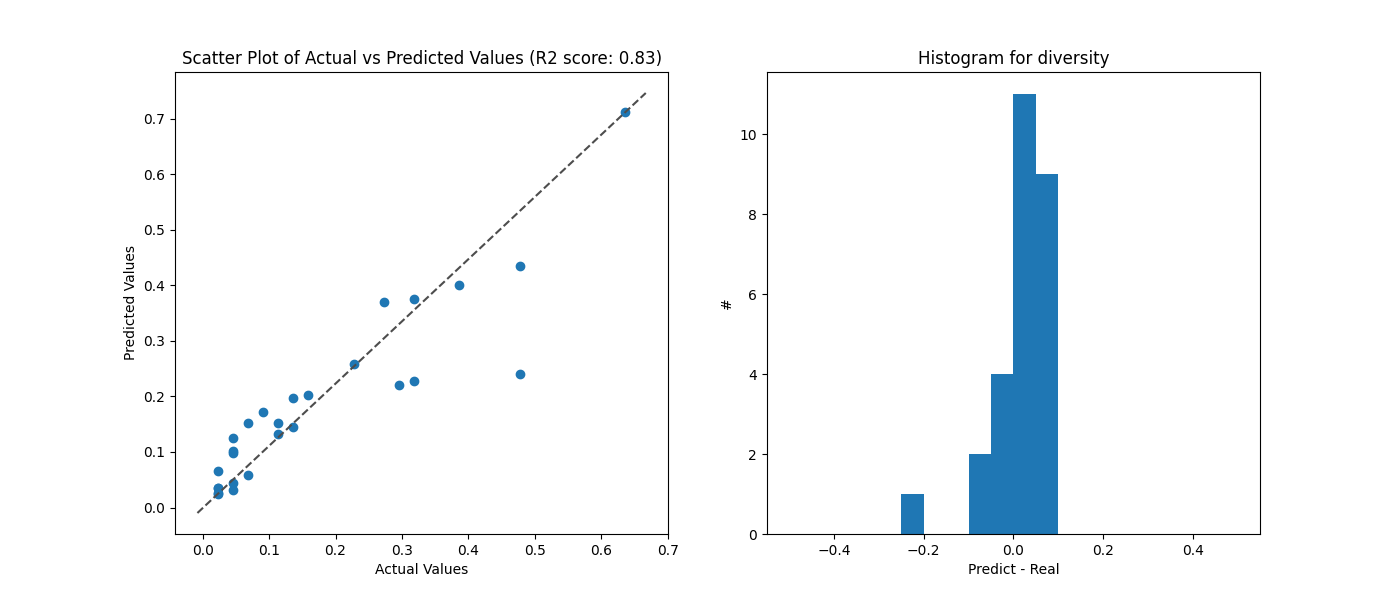 Scatter Plot of Actual vs Predicted Values (R2 score: 0.83)
0.7
0.6
0.5
0.4
0.3
0.2
0.1
0.0
Predicted Values
0.0 0.1 0.2 0.3 0.4 0.5 0.6 0.7
Actual Values
Histogram for diversity
10
8
6
4
2
0
#
−0.4 −0.2 0.0 0.2 0.4
Predict - Real